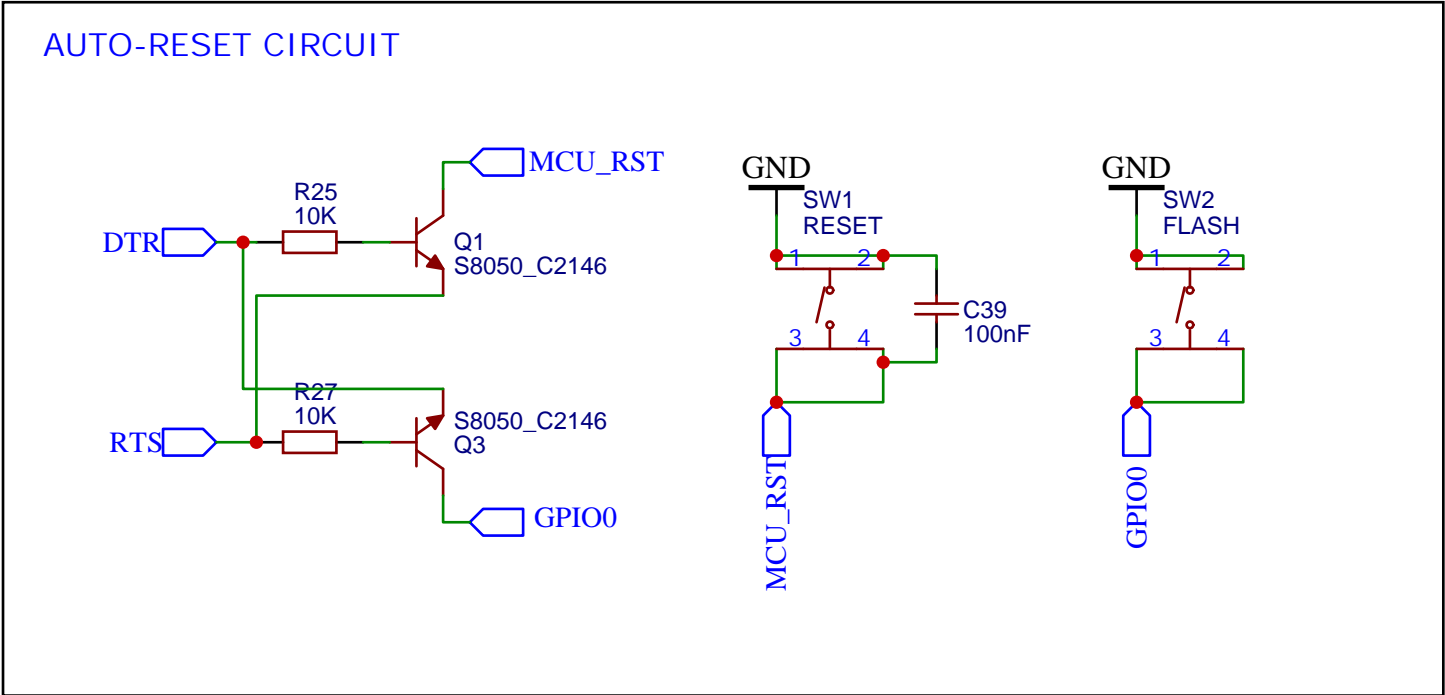 AUTO-RESET CIRCUIT
MCU_RST
R25
10K
DTR
Q1
S8050_C2146
R27
10K
RTS
S8050_C2146
Q3
GPIO0
GND
SW1
RESET
1 2
C39
100nF
3 4
MCU_RST
GND
SW2
FLASH
1 2
3 4
GPIO0